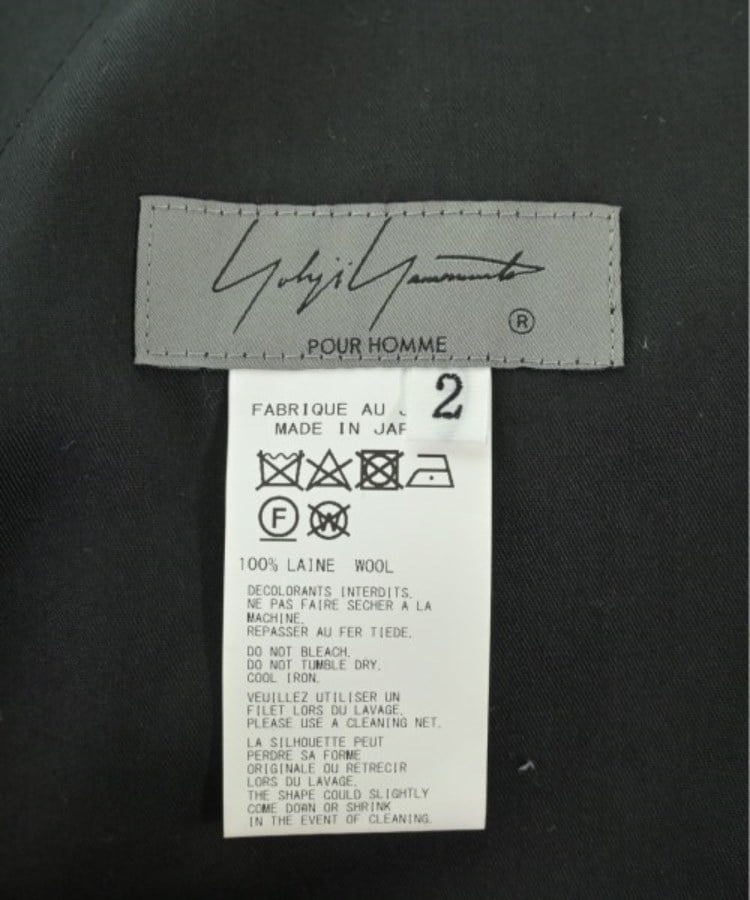 Yohji Yamamoto
®
POUR HOMME
2
FABRIQUE AU
MADE IN
F W
100% LAINE WOOL
DECOLORANTS INTERDITS.
NE PAS FAIRE SECHER A LA
MACHINE.
REPASSER AU FER TIEDE.
DO NOT BLEACH.
DO NOT TUMBLE DRY.
COOL IRON.
VEUILLEZ UTILISER UN
FILET LORS DU LAVAGE.
PLEASE USE A CLEANING NET.
LA SILHOUETTE PEUT
PERDRE SA FORME
ORIGINALE OU RETRECIR
LORS DU LAVAGE.
THE SHAPE COULD SLIGHTLY
COME DOWN OR SHRINK
IN THE EVENT OF CLEANING.